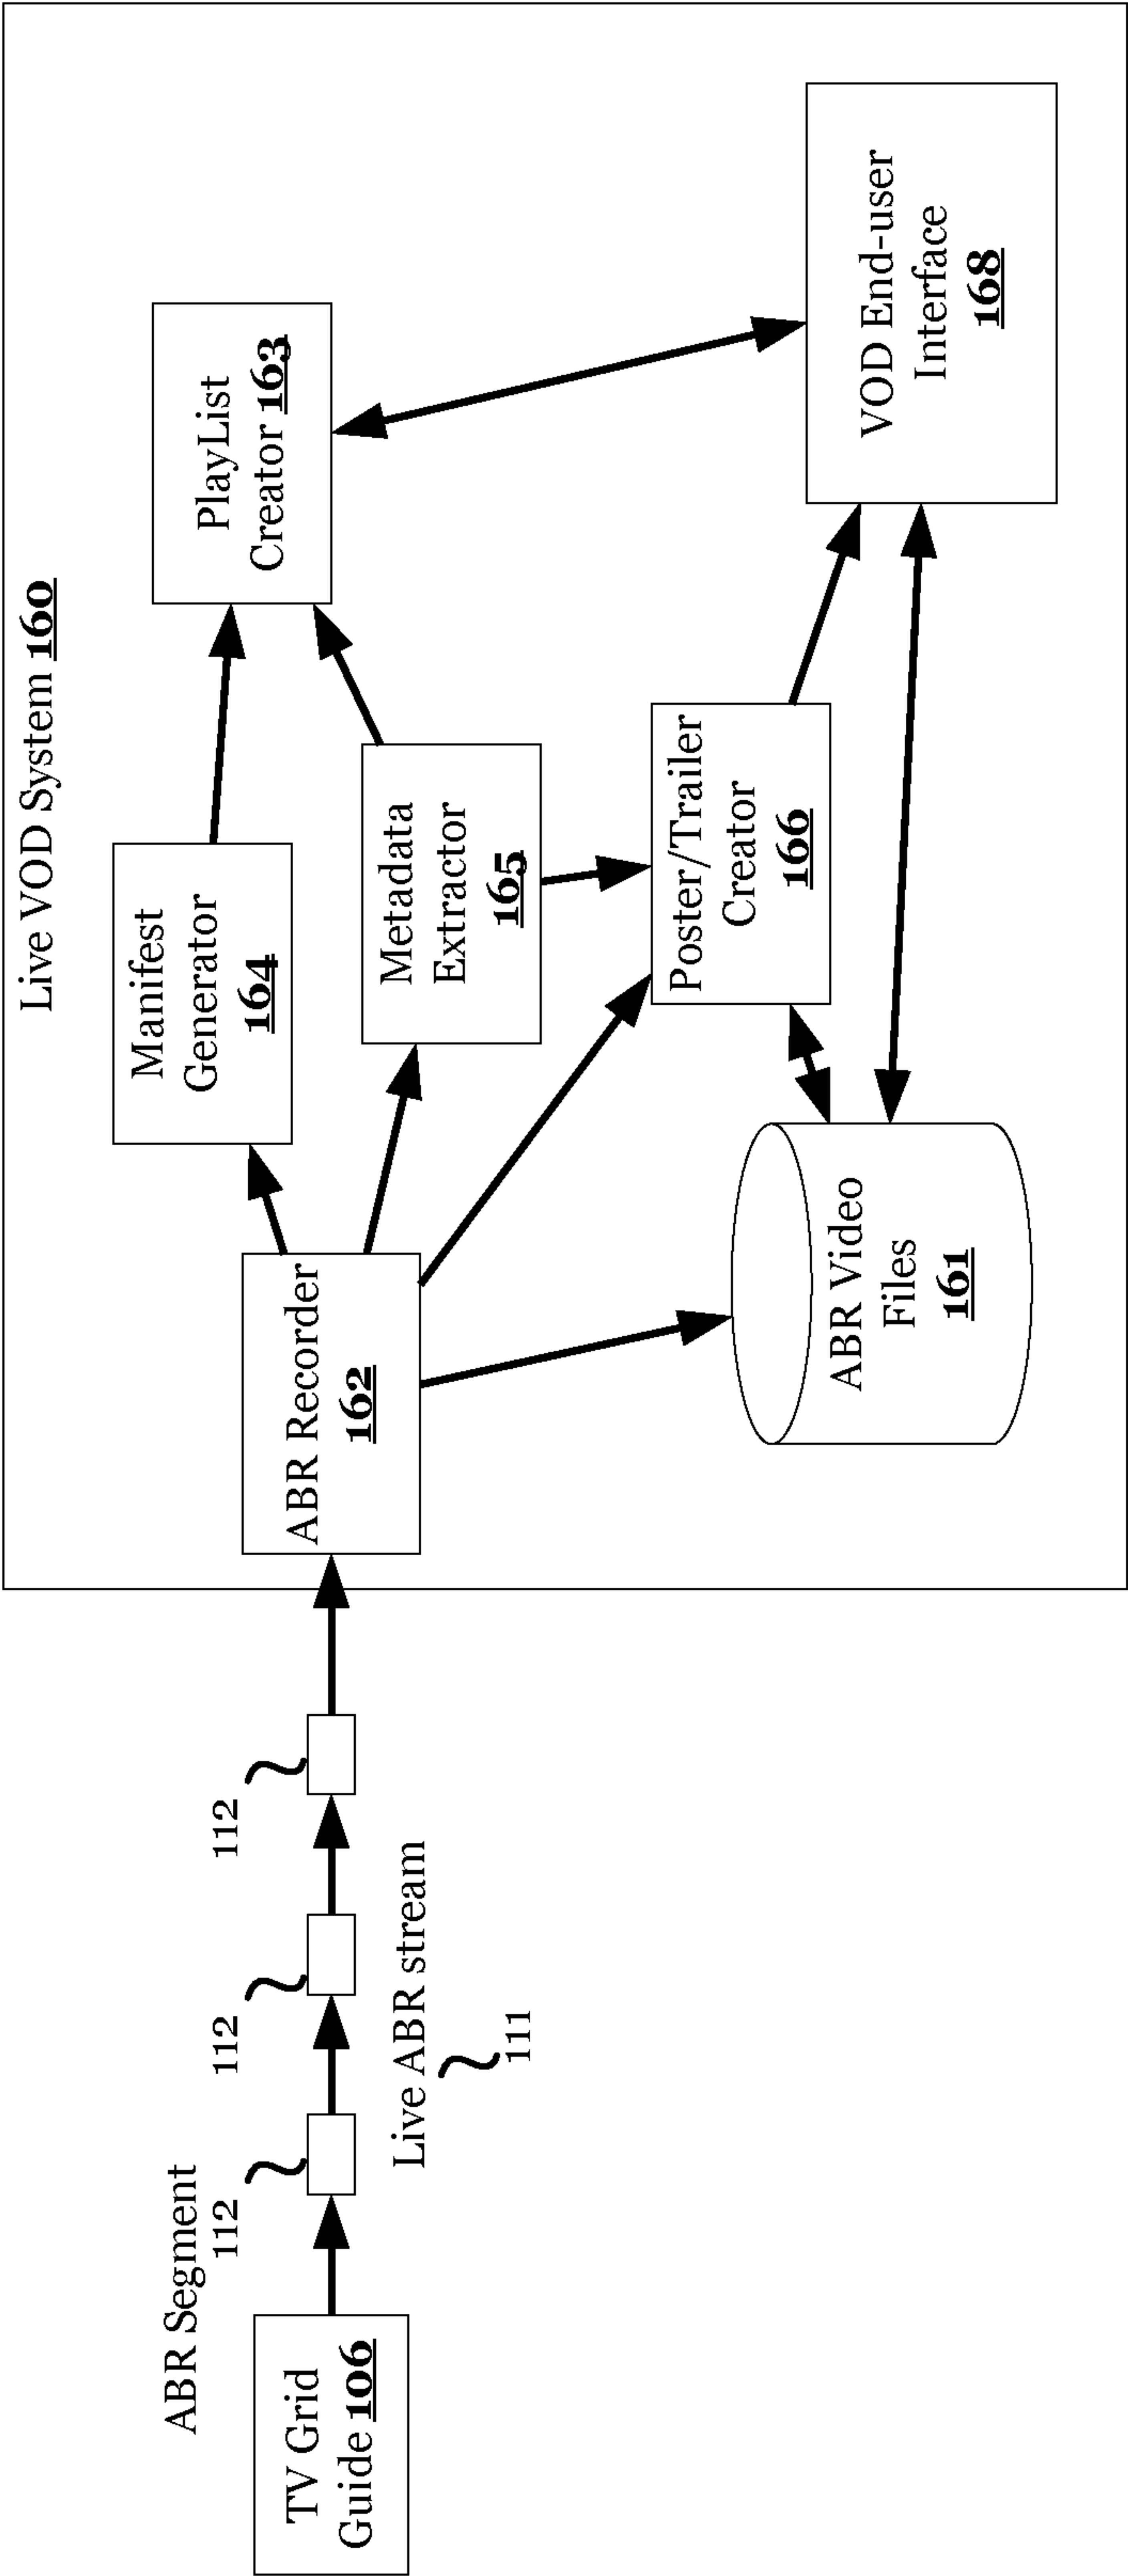 Live VOD System 160
ABR Segment
112
112
112
TV Grid
Guide 106
Live ABR stream
111
ABR Recorder
162
Manifest
Generator
164
Metadata
Extractor
165
PlayList
Creator 163
Poster/Trailer
Creator
166
ABR Video
Files
161
VOD End-user
Interface
168